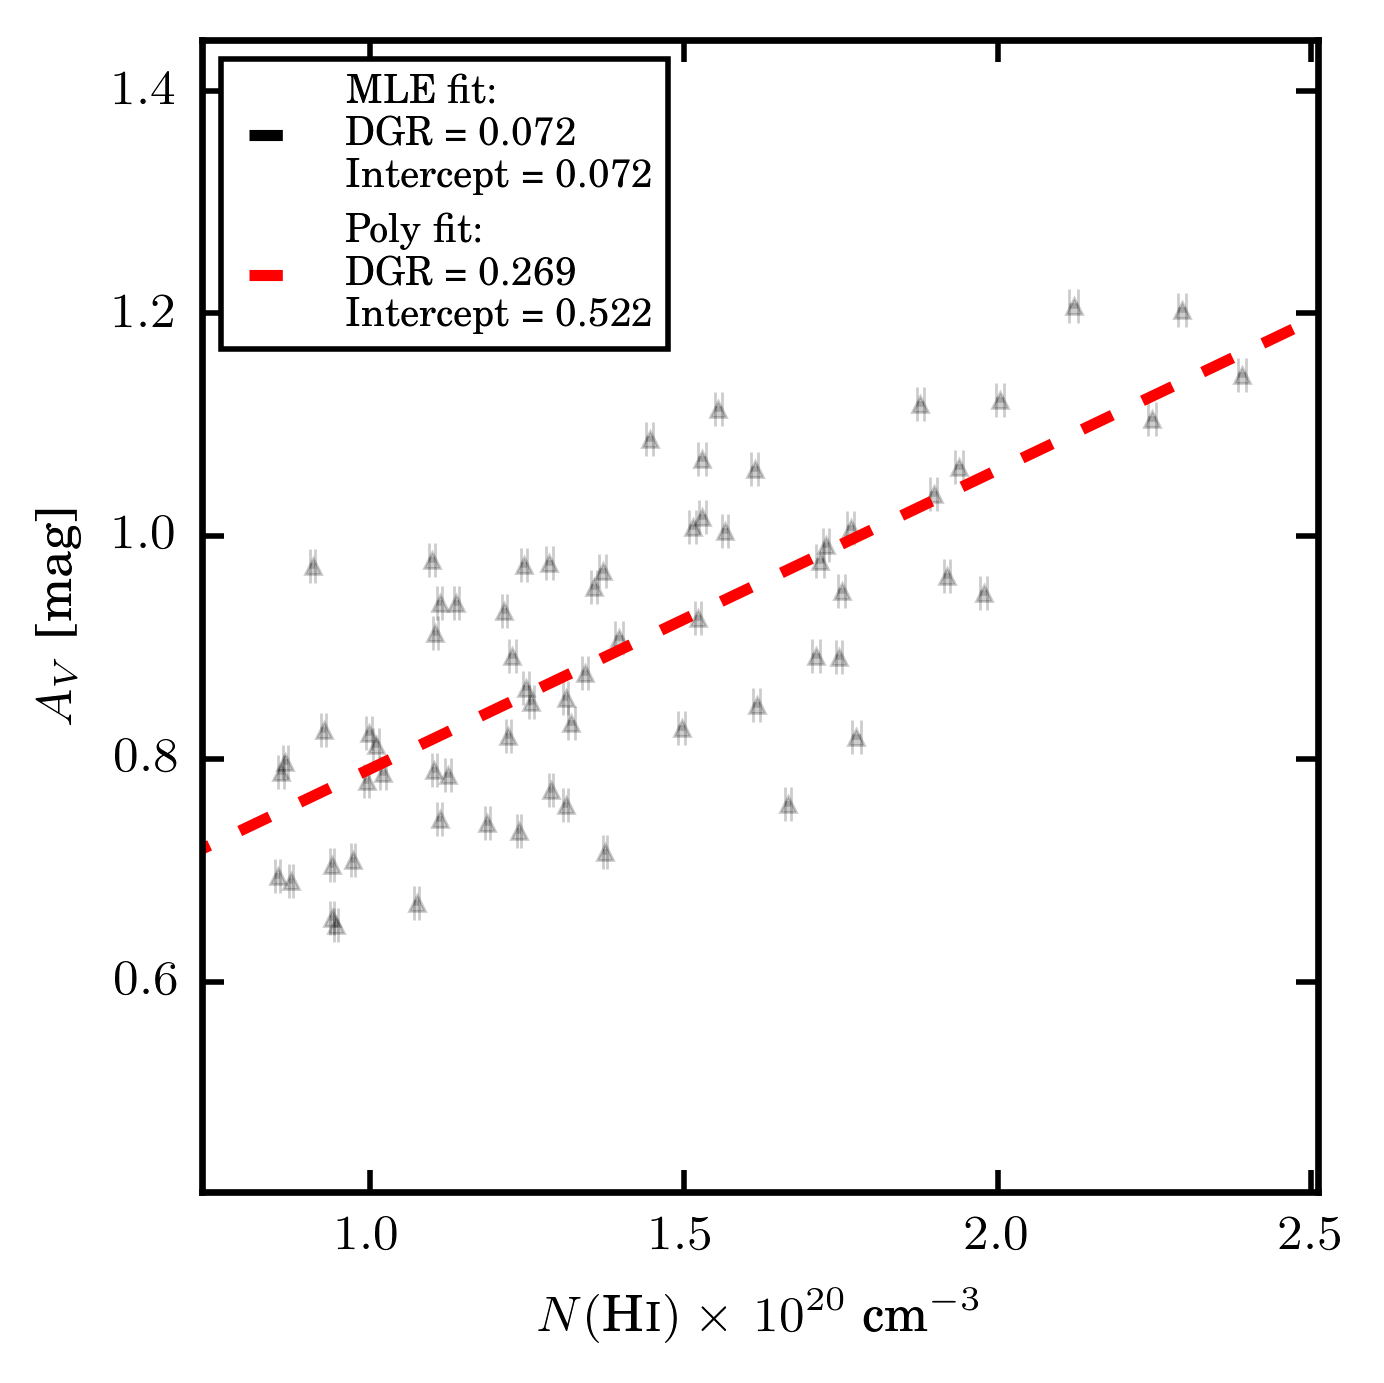 MLE fit:
DGR = 0.072
Intercept = 0.072
Poly fit:
DGR = 0.269
Intercept = 0.522
1.4
1.2
1.0
0.8
0.6
A_V [mag]
1.0 1.5 2.0 2.5
N(HI) × 10²⁰ cm⁻³